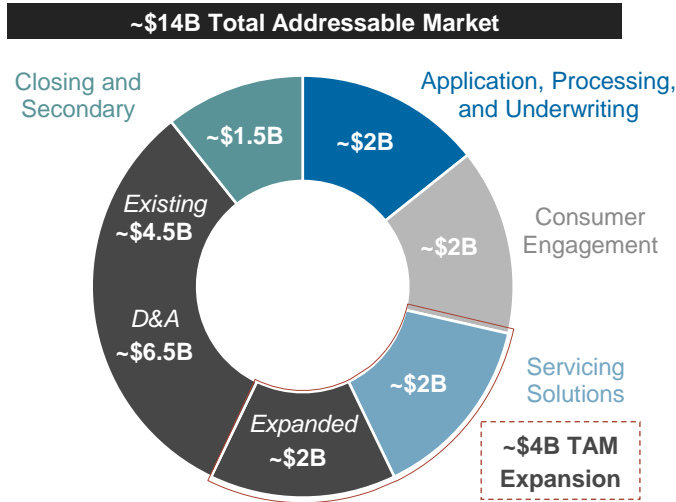 ~$14B Total Addressable Market
Closing and
Secondary
Application, Processing,
and Underwriting
~$1.5B
~$2B
Existing
~$4.5B
Consumer
Engagement
~$2B
D&A
~$6.5B
Servicing
Solutions
~$2B
Expanded
~$2B
~$4B TAM
Expansion